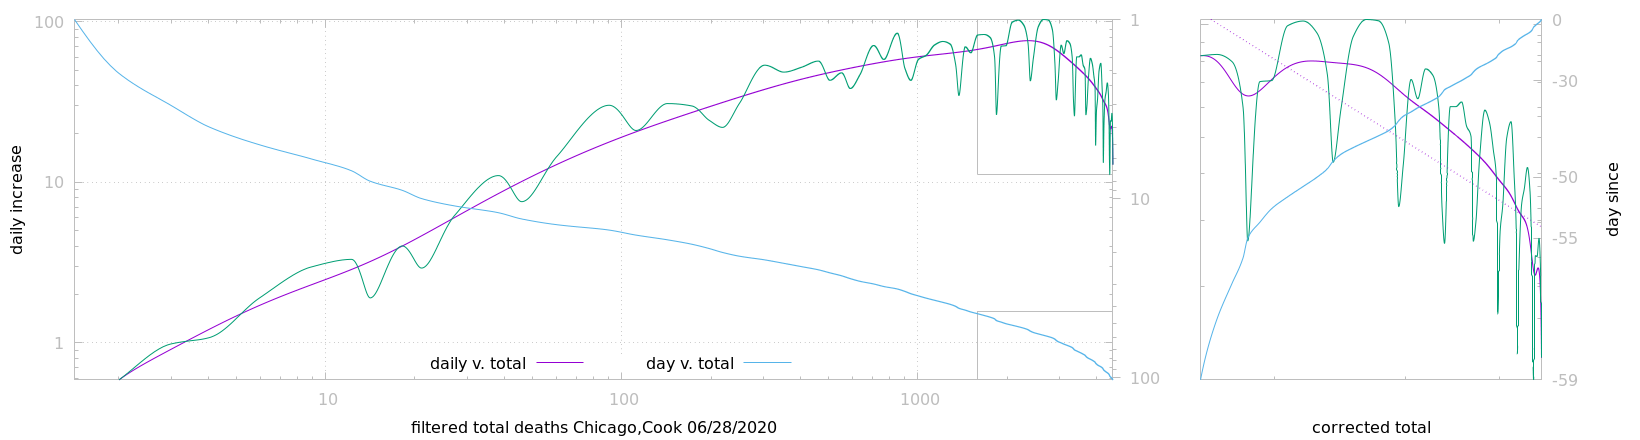 100
10
1
daily increase
10
100
1000
filtered total deaths Chicago,Cook 06/28/2020
daily v. total
day v. total
1
10
100
0
-30
-50
-55
-59
day since
corrected total